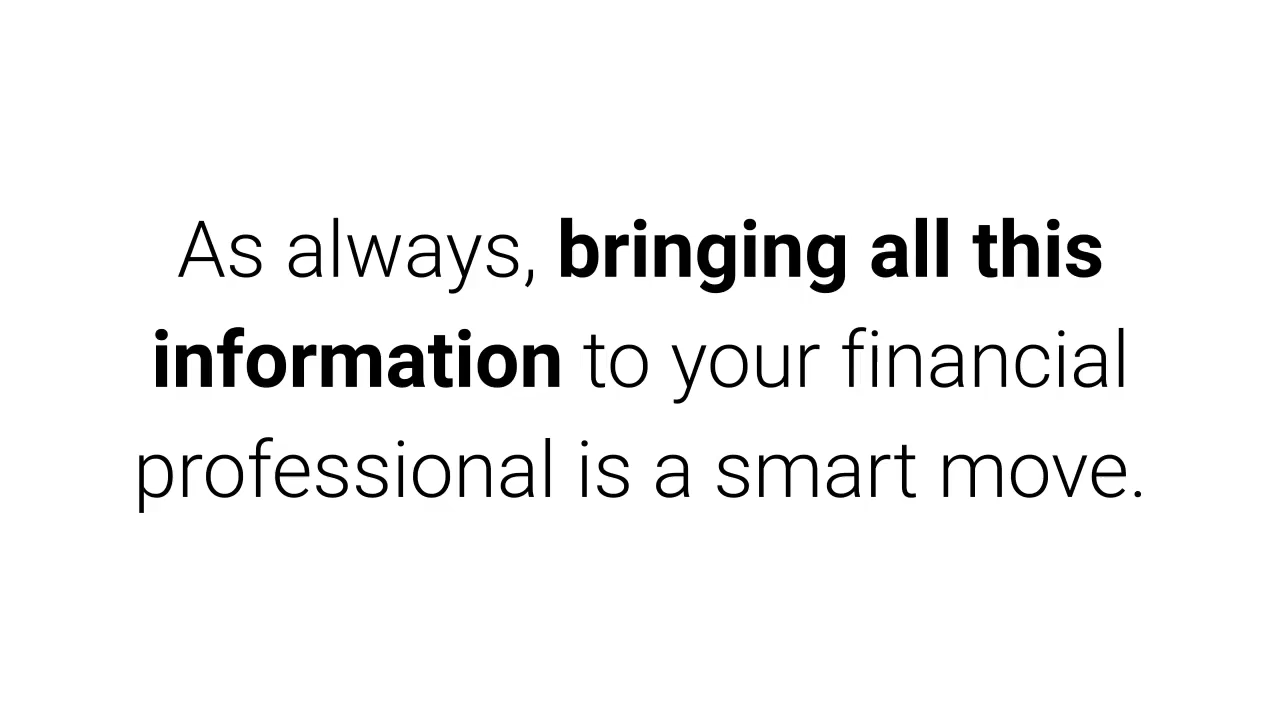 As always, bringing all this
information to your financial
professional is a smart move.